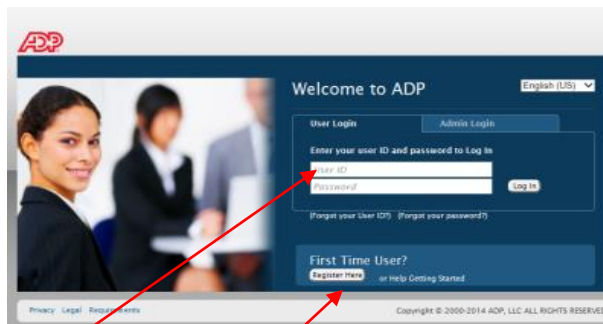 ADP
Welcome to ADP
English (US)
User Login
Admin Login
Enter your user ID and password to Log In
User ID
Password
Log In
(Forgot your User ID?) (Forgot your password?)
First Time User?
Register Here or Help Getting Started
Privacy Legal Requirements
Copyright © 2000-2014 ADP, LLC ALL RIGHTS RESERVED